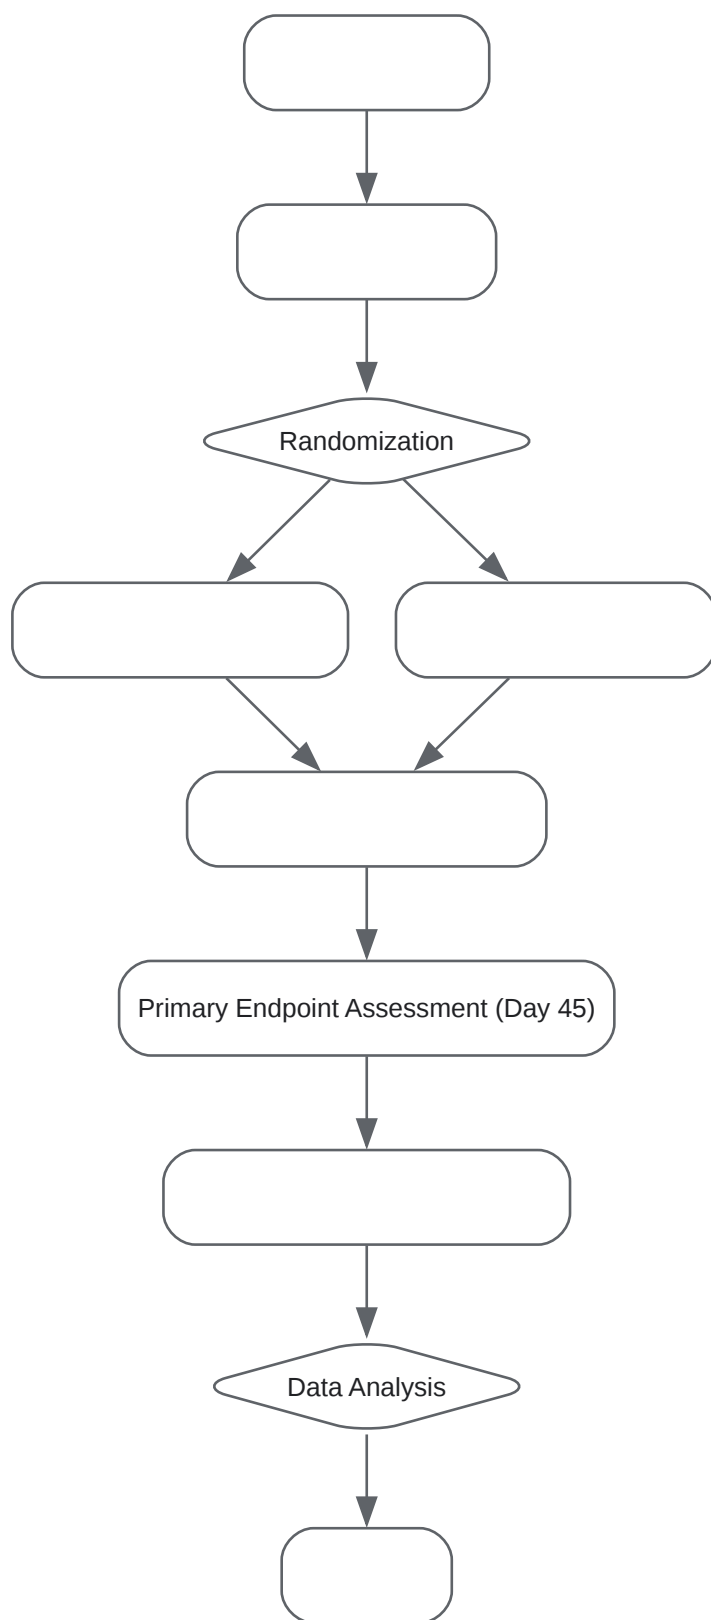 Randomization
Primary Endpoint Assessment (Day 45)
Data Analysis